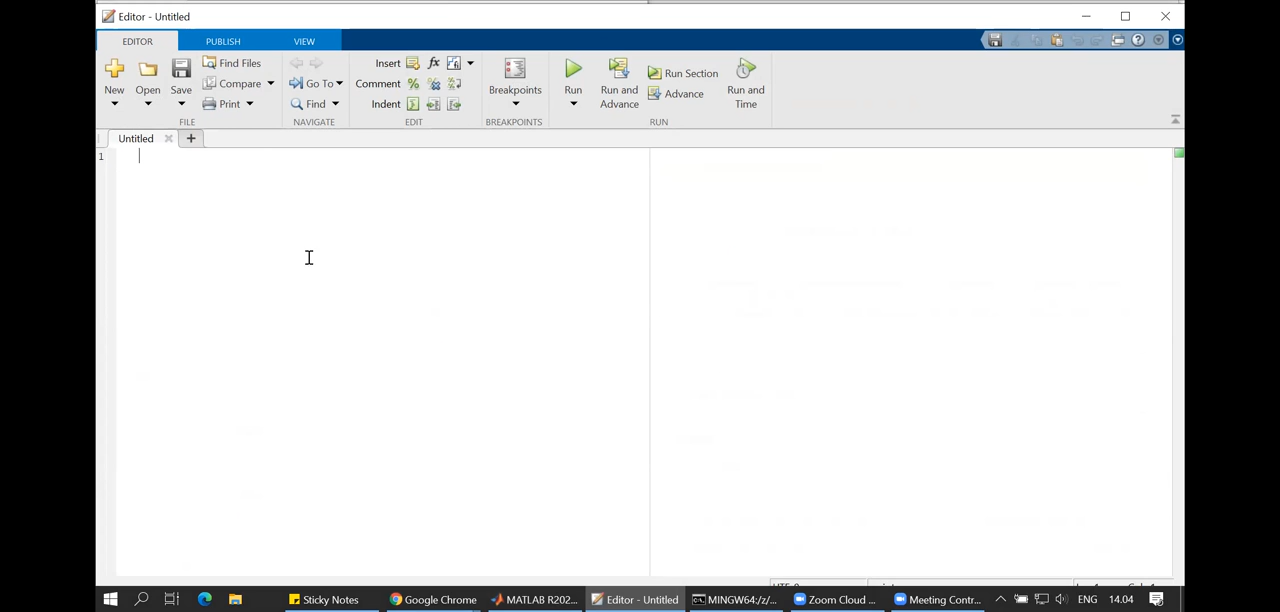 Editor - Untitled
EDITOR PUBLISH VIEW
New Open Save Find Files Compare Print
FILE
Go To Find
NAVIGATE
Insert fx
Comment %
Indent
EDIT
Breakpoints
BREAKPOINTS
Run Run and Advance Run Section Advance Run and Time
RUN
Untitled
1
Sticky Notes Google Chrome MATLAB R202... Editor - Untitled MINGW64:/z/... Zoom Cloud ... Meeting Contr... ENG 14.04